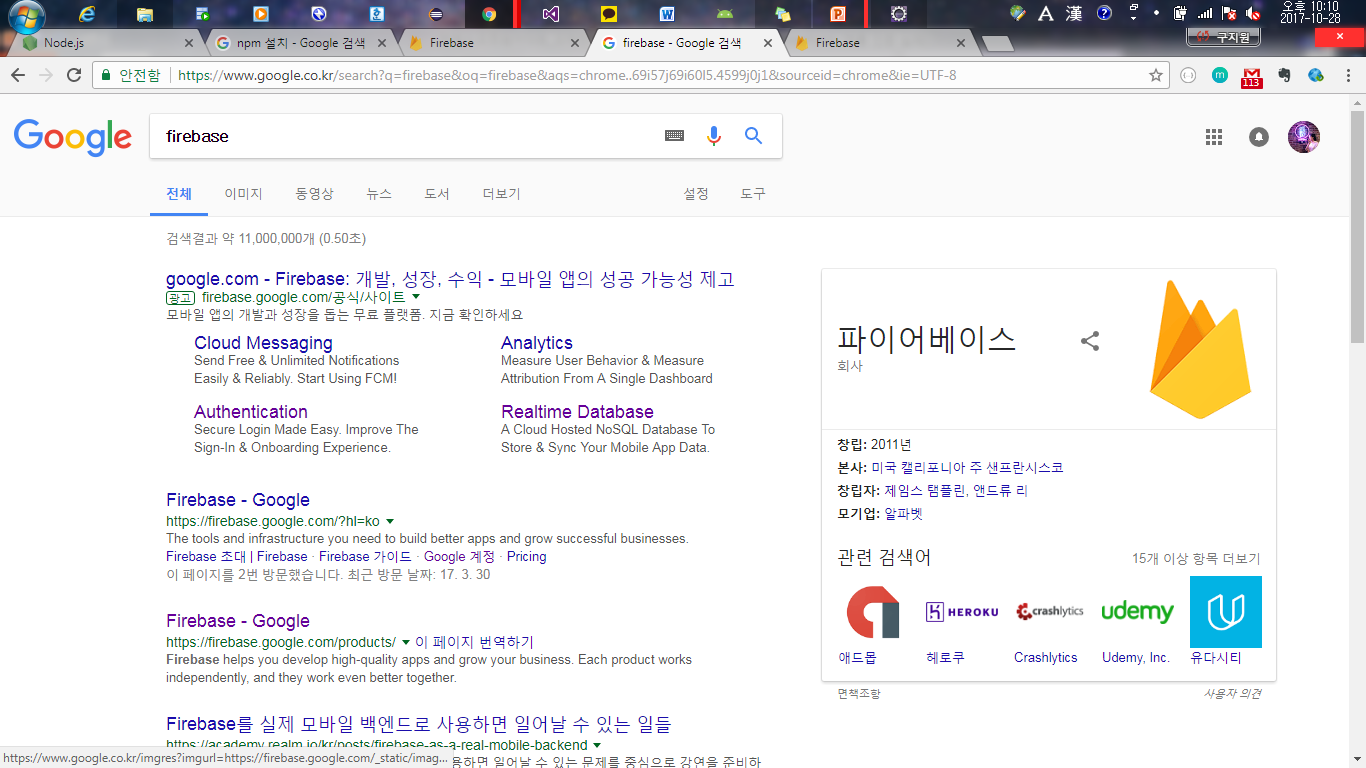 오후 10:10
2017-10-28
구지원
Node.js
npm 설치 - Google 검색
Firebase
firebase - Google 검색
Firebase
안전함 | https://www.google.co.kr/search?q=firebase&oq=firebase&aqs=chrome..69i57j69i60l5.4599j0j1&sourceid=chrome&ie=UTF-8
113
Google
firebase
전체 이미지 동영상 뉴스 도서 더보기 설정 도구
검색결과 약 11,000,000개 (0.50초)
google.com - Firebase: 개발, 성장, 수익 - 모바일 앱의 성공 가능성 제고
광고 firebase.google.com/공식/사이트
모바일 앱의 개발과 성장을 돕는 무료 플랫폼. 지금 확인하세요
Cloud Messaging
Send Free & Unlimited Notifications
Easily & Reliably. Start Using FCM!
Analytics
Measure User Behavior & Measure
Attribution From A Single Dashboard
Authentication
Secure Login Made Easy. Improve The
Sign-In & Onboarding Experience.
Realtime Database
A Cloud Hosted NoSQL Database To
Store & Sync Your Mobile App Data.
Firebase - Google
https://firebase.google.com/?hl=ko
The tools and infrastructure you need to build better apps and grow successful businesses.
Firebase 초대 | Firebase · Firebase 가이드 · Google 계정 · Pricing
이 페이지를 2번 방문했습니다. 최근 방문 날짜: 17. 3. 30
Firebase - Google
https://firebase.google.com/products/ 이 페이지 번역하기
Firebase helps you develop high-quality apps and grow your business. Each product works
independently, and they work even better together.
Firebase를 실제 모바일 백엔드로 사용하면 일어날 수 있는 일들
https://academy.realm.io/kr/posts/firebase-as-a-real-mobile-backend
용하면 일어날 수 있는 문제를 중심으로 강연을 준비하
https://www.google.co.kr/imgres?imgurl=https://firebase.google.com/_static/imag...
파이어베이스
회사
창립: 2011년
본사: 미국 캘리포니아 주 샌프란시스코
창립자: 제임스 탬플린, 앤드류 리
모기업: 알파벳
관련 검색어
15개 이상 항목 더보기
HEROKU
crashlytics
udemy
애드몹
헤로쿠
Crashlytics
Udemy, Inc.
유다시티
면책조항
사용자 의견